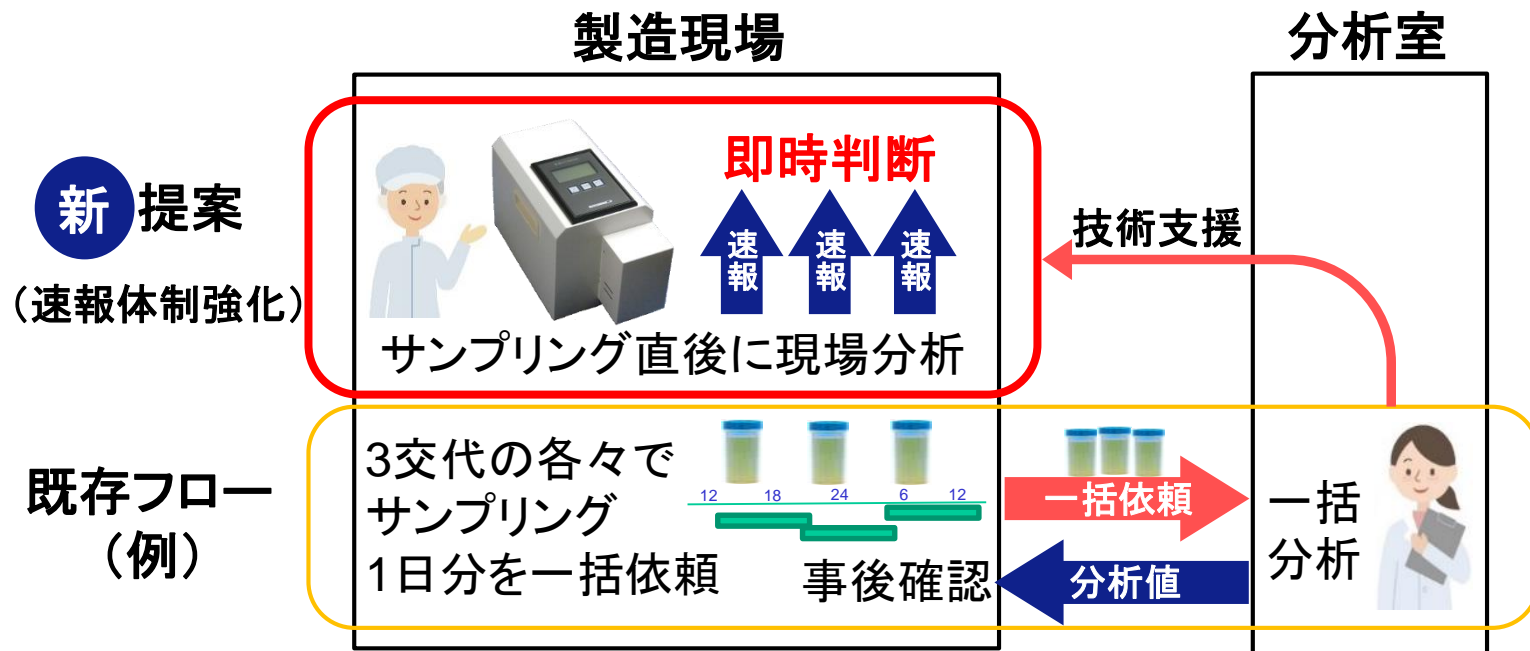 製造現場
分析室
新 提案
（速報体制強化）
即時判断
速報
速報
速報
サンプリング直後に現場分析
技術支援
既存フロー
（例）
3交代の各々で
サンプリング
1日分を一括依頼
12 18 24 6 12
事後確認
一括依頼
分析値
一括
分析